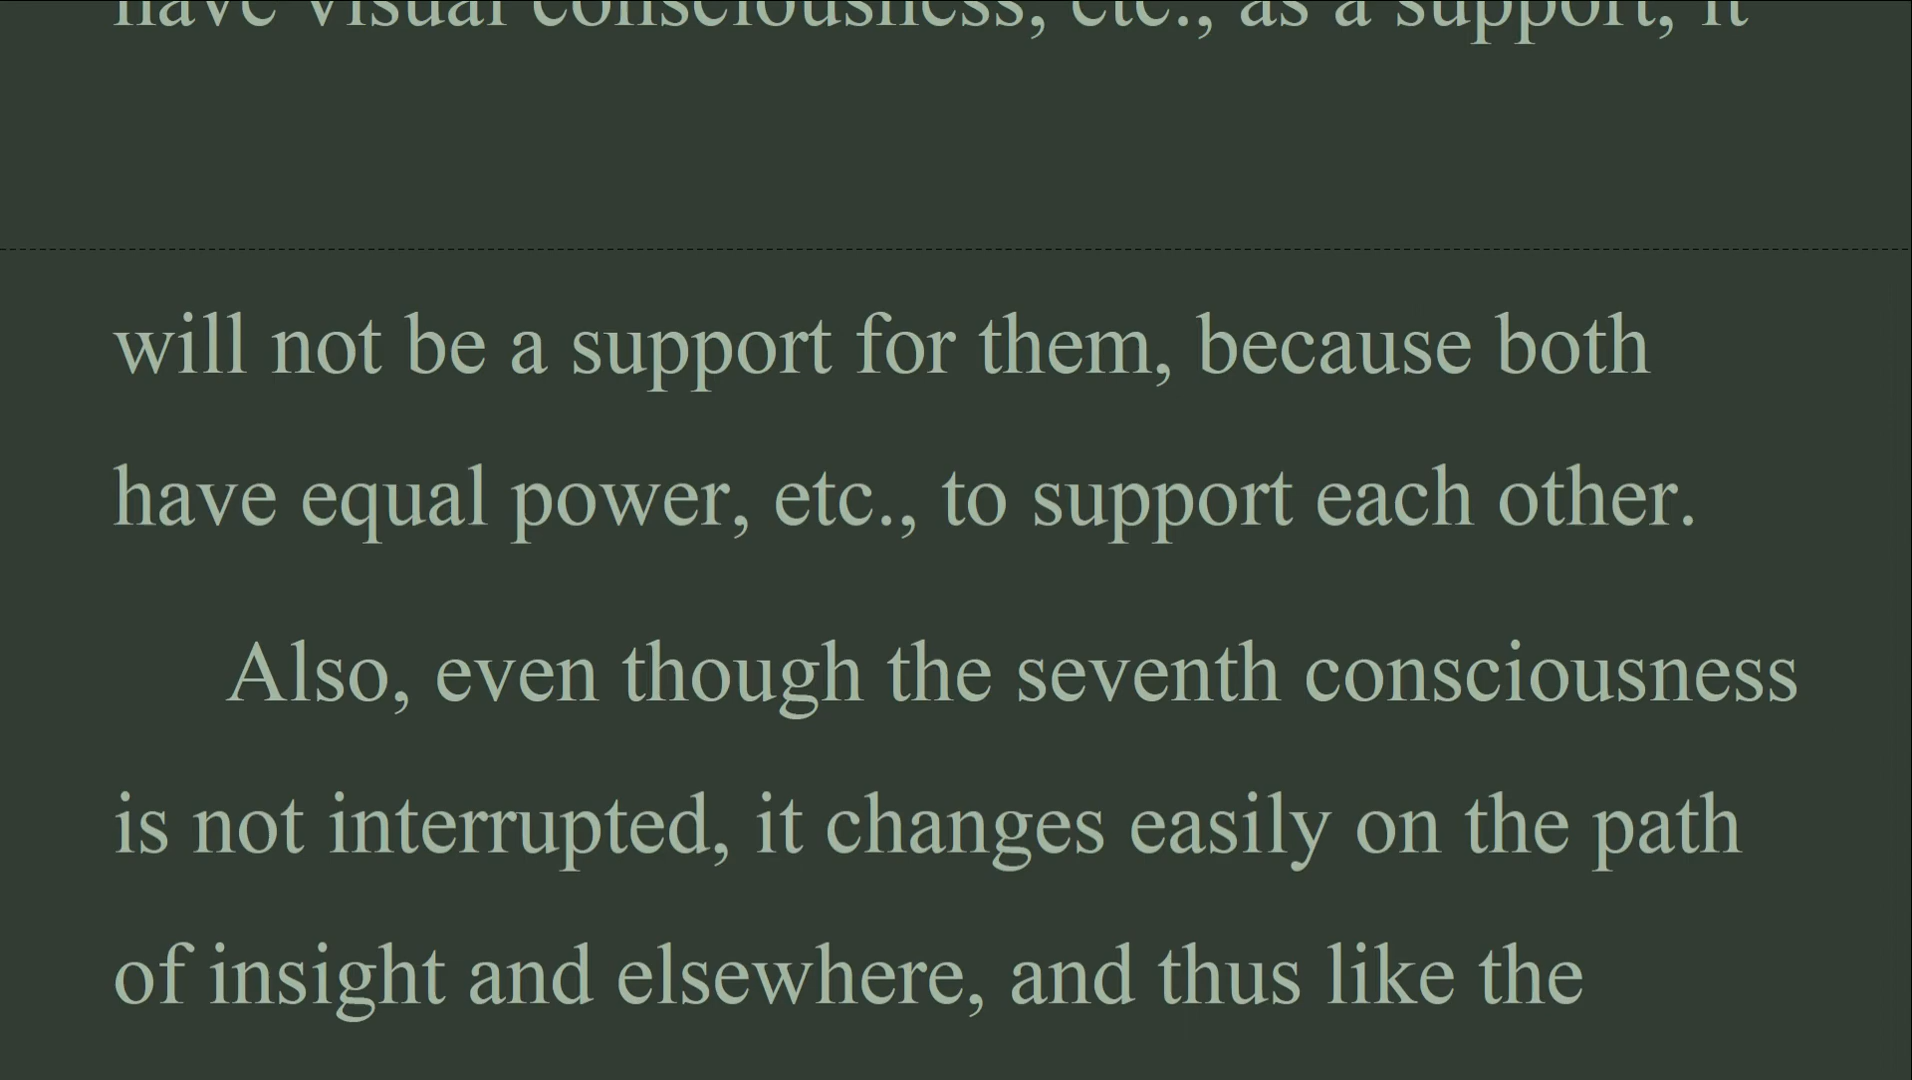 have visual consciousness, etc., as a support, it
will not be a support for them, because both
have equal power, etc., to support each other.
Also, even though the seventh consciousness
is not interrupted, it changes easily on the path
of insight and elsewhere, and thus like the